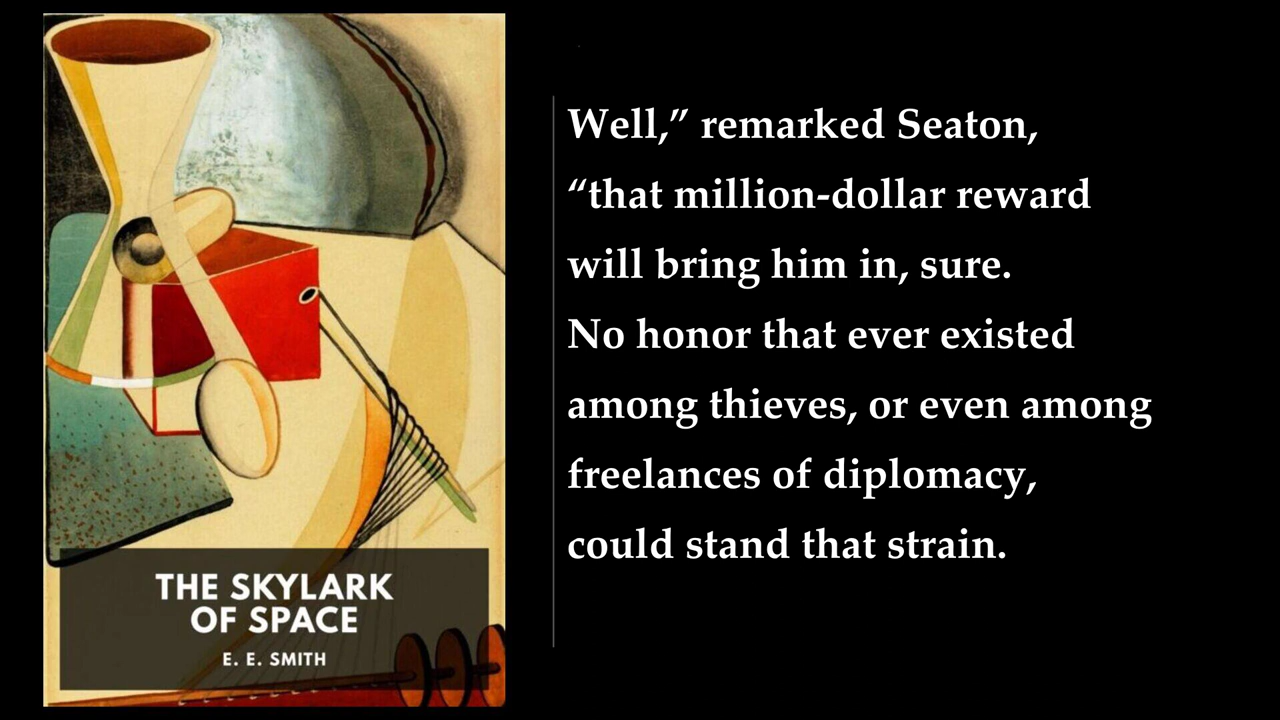 THE SKYLARK
OF SPACE
E. E. SMITH
Well,” remarked Seaton,
“that million-dollar reward
will bring him in, sure.
No honor that ever existed
among thieves, or even among
freelances of diplomacy,
could stand that strain.